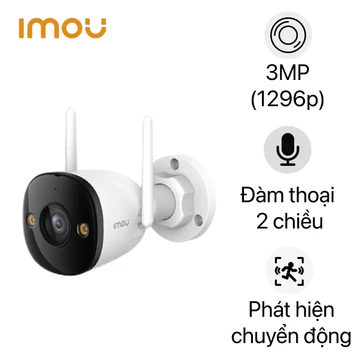 imou
3MP
(1296p)
Đàm thoại
2 chiều
imou
Phát hiện
chuyển động